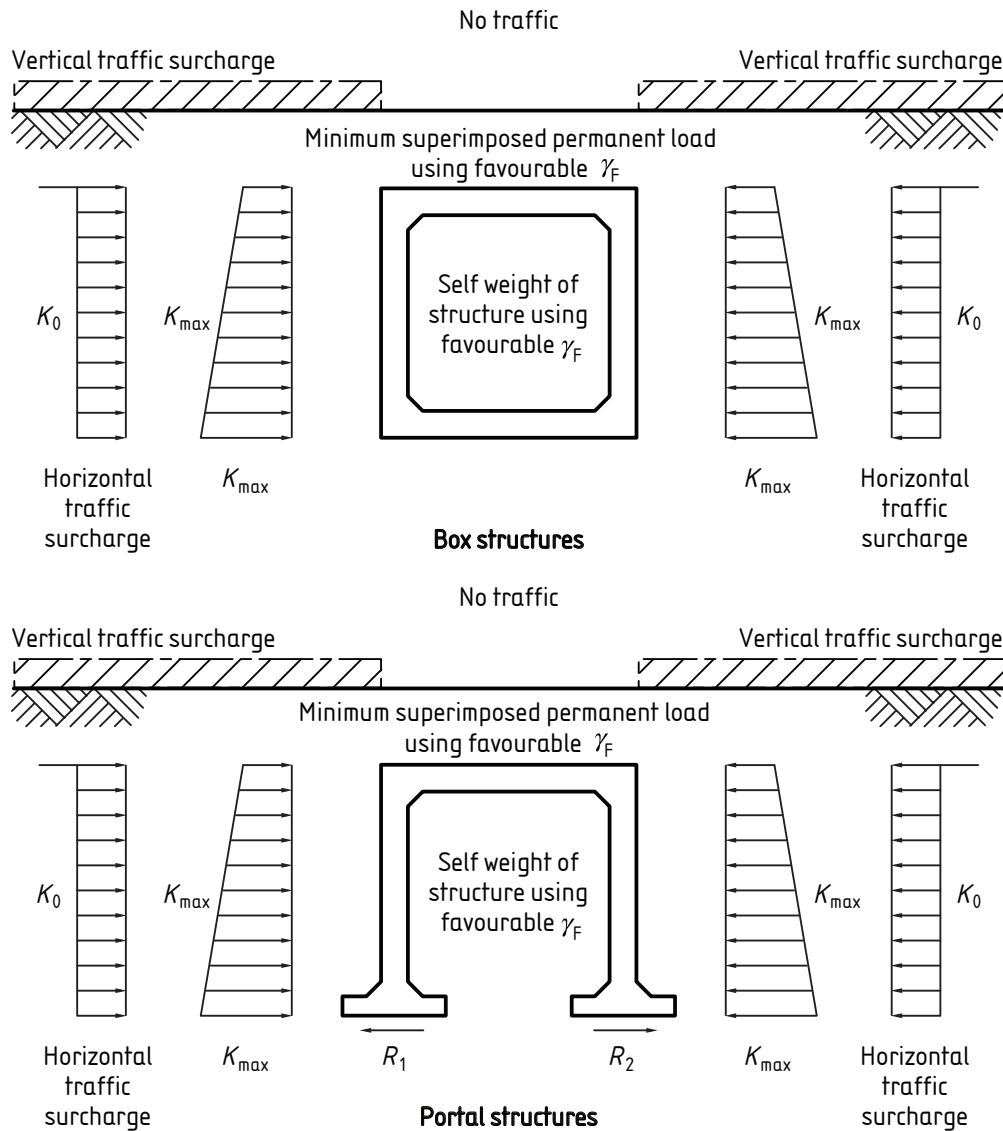 No traffic
Vertical traffic surcharge
Vertical traffic surcharge
Minimum superimposed permanent load
using favourable γF
K0
Kmax
Self weight of
structure using
favourable γF
Kmax
K0
Horizontal
traffic
surcharge
Kmax
Kmax
Horizontal
traffic
surcharge
Box structures
No traffic
Vertical traffic surcharge
Vertical traffic surcharge
Minimum superimposed permanent load
using favourable γF
K0
Kmax
Self weight of
structure using
favourable γF
Kmax
K0
Horizontal
traffic
surcharge
Kmax
R1
R2
Kmax
Horizontal
traffic
surcharge
Portal structures